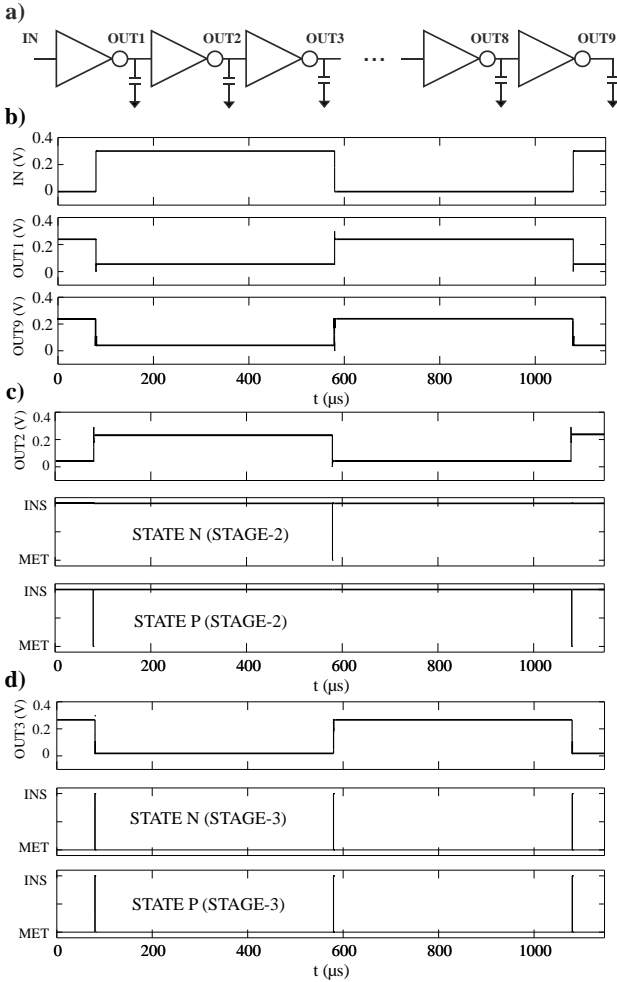 a)
IN OUT1 OUT2 OUT3 OUT8 OUT9
...
b)
IN (V)
0.4
0.2
0
OUT1 (V)
0.4
0.2
0
OUT9 (V)
0.4
0.2
0
0 200 400 600 800 1000
t (µs)
c)
OUT2 (V)
0.4
0.2
0
INS
STATE N (STAGE-2)
MET
INS
STATE P (STAGE-2)
MET
0 200 400 600 800 1000
t (µs)
d)
OUT3 (V)
0.4
0.2
0
INS
STATE N (STAGE-3)
MET
INS
STATE P (STAGE-3)
MET
0 200 400 600 800 1000
t (µs)